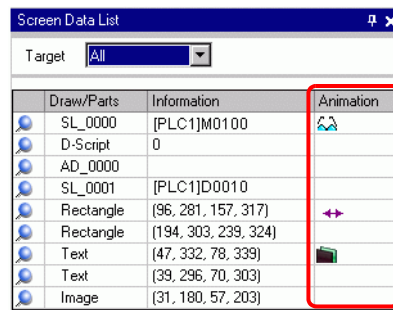 Screen Data List
Target All
Draw/Parts Information Animation
SL_0000 [PLC1]M0100
D-Script 0
AD_0000
SL_0001 [PLC1]D0010
Rectangle (96, 281, 157, 317)
Rectangle (194, 303, 239, 324)
Text (47, 332, 78, 339)
Text (39, 296, 70, 303)
Image (31, 180, 57, 203)